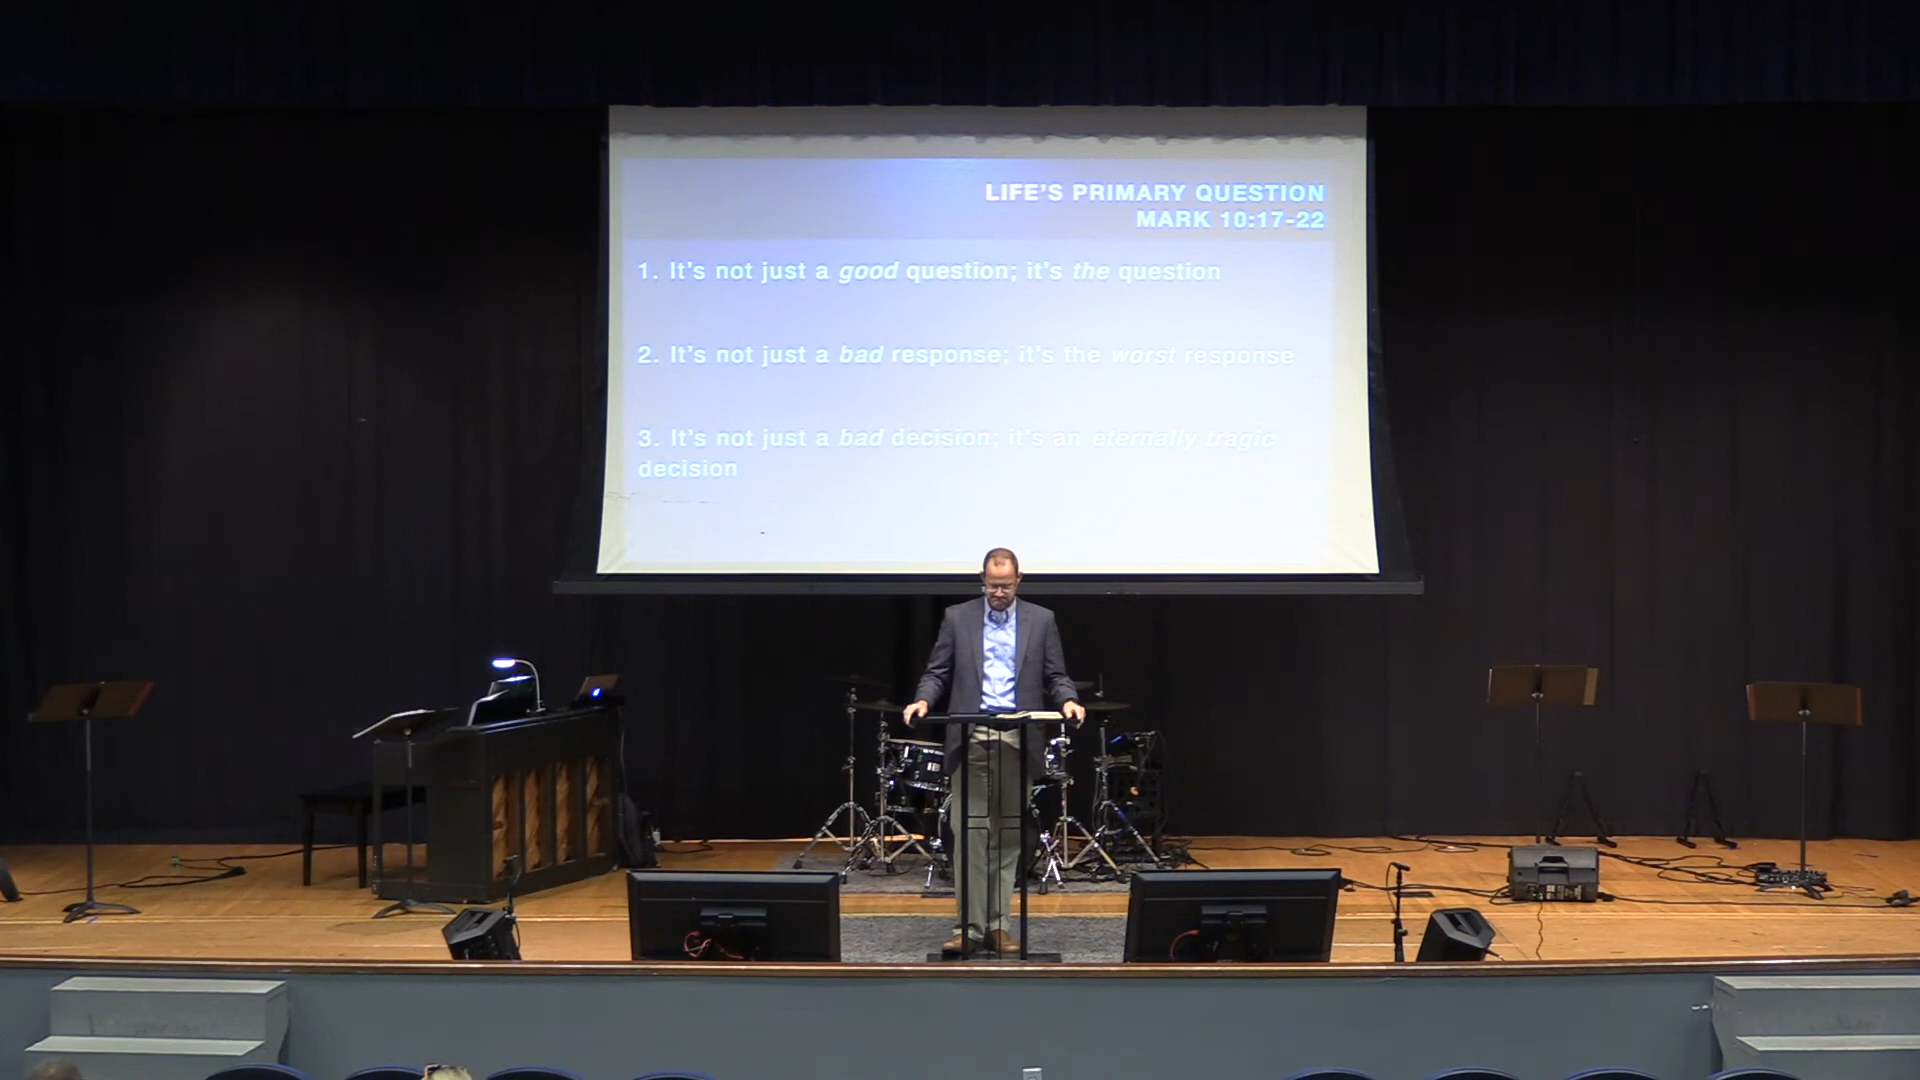 LIFE'S PRIMARY QUESTION
MARK 10:17-22
1. It's not just a good question; it's the question
2. It's not just a bad response; it's the worst response
3. It's not just a bad decision; it's an eternally tragic
decision